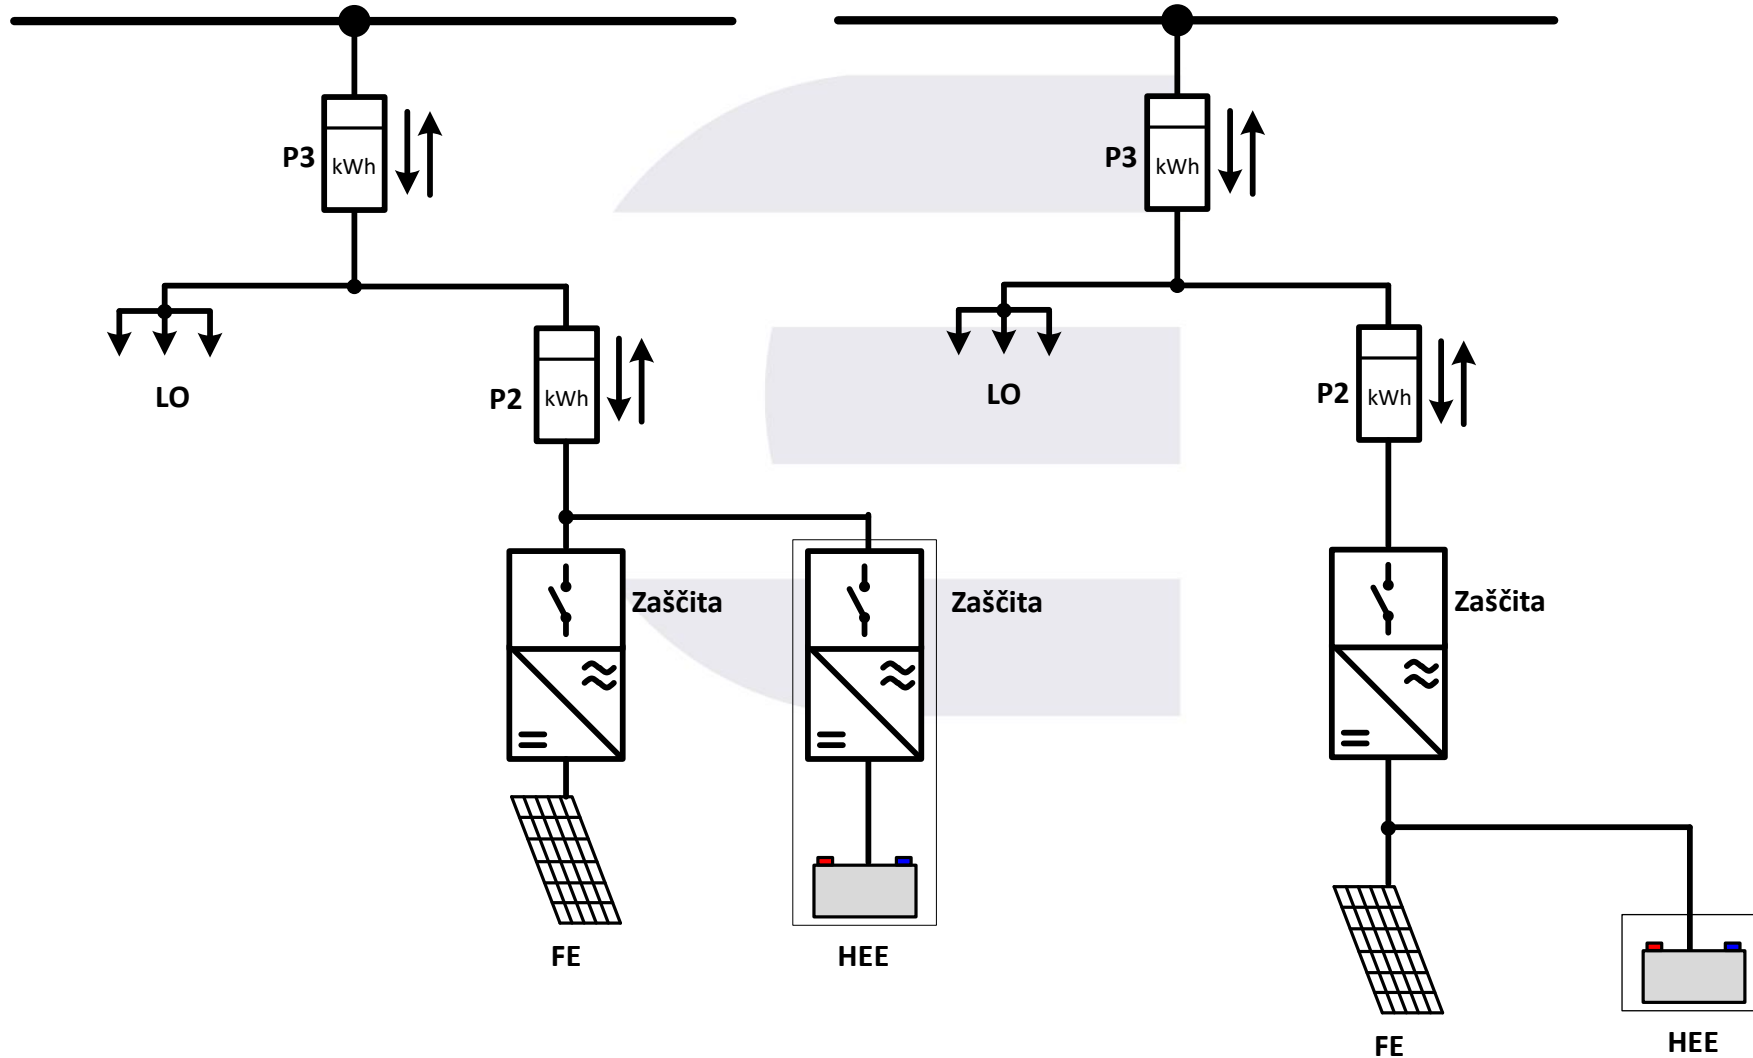 P3
kWh
P3
kWh
LO
P2
kWh
LO
P2
kWh
Zaščita
Zaščita
Zaščita
FE
HEE
FE
HEE